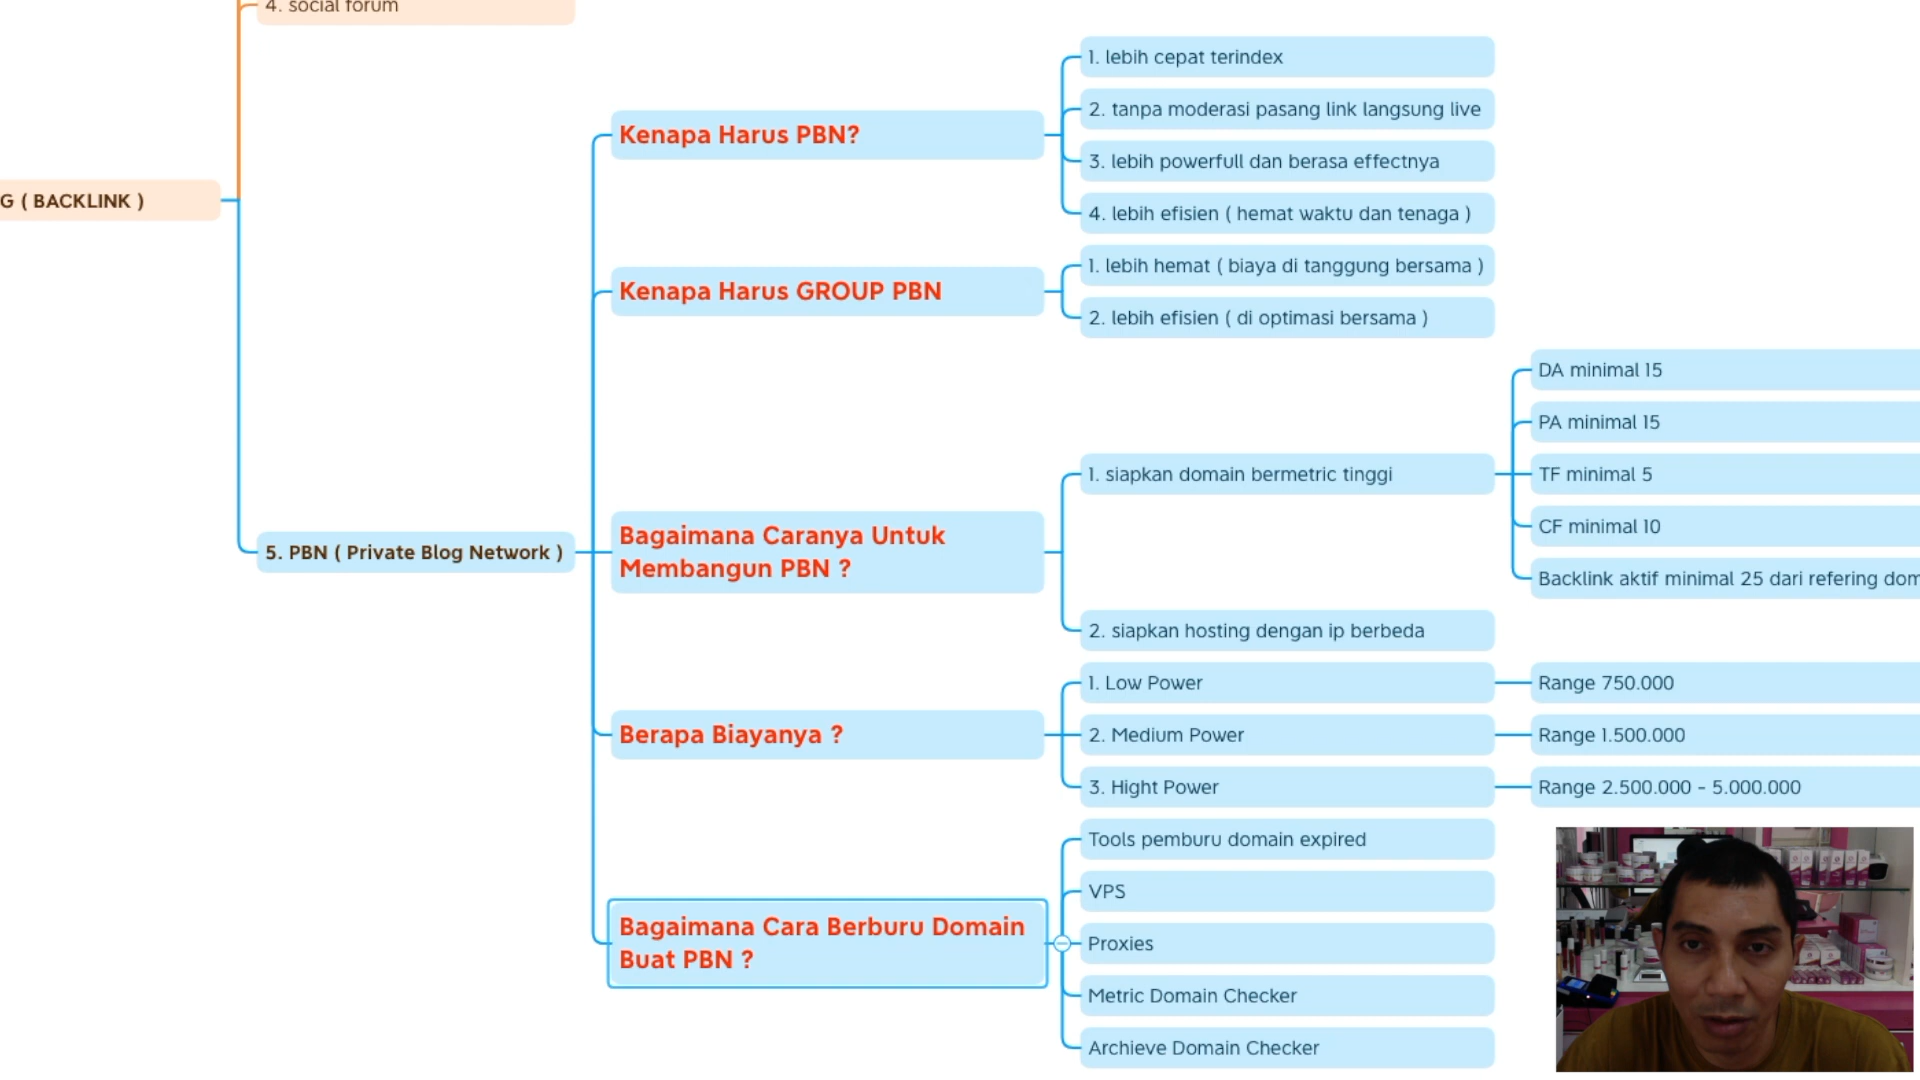 4. social forum
G ( BACKLINK )
5. PBN ( Private Blog Network )
Kenapa Harus PBN?
1. lebih cepat terindex
2. tanpa moderasi pasang link langsung live
3. lebih powerfull dan berasa effectnya
4. lebih efisien ( hemat waktu dan tenaga )
Kenapa Harus GROUP PBN
1. lebih hemat ( biaya di tanggung bersama )
2. lebih efisien ( di optimasi bersama )
Bagaimana Caranya Untuk
Membangun PBN ?
1. siapkan domain bermetric tinggi
DA minimal 15
PA minimal 15
TF minimal 5
CF minimal 10
Backlink aktif minimal 25 dari refering dom
2. siapkan hosting dengan ip berbeda
Berapa Biayanya ?
1. Low Power
Range 750.000
2. Medium Power
Range 1.500.000
3. Hight Power
Range 2.500.000 - 5.000.000
Bagaimana Cara Berburu Domain
Buat PBN ?
Tools pemburu domain expired
VPS
Proxies
Metric Domain Checker
Archieve Domain Checker